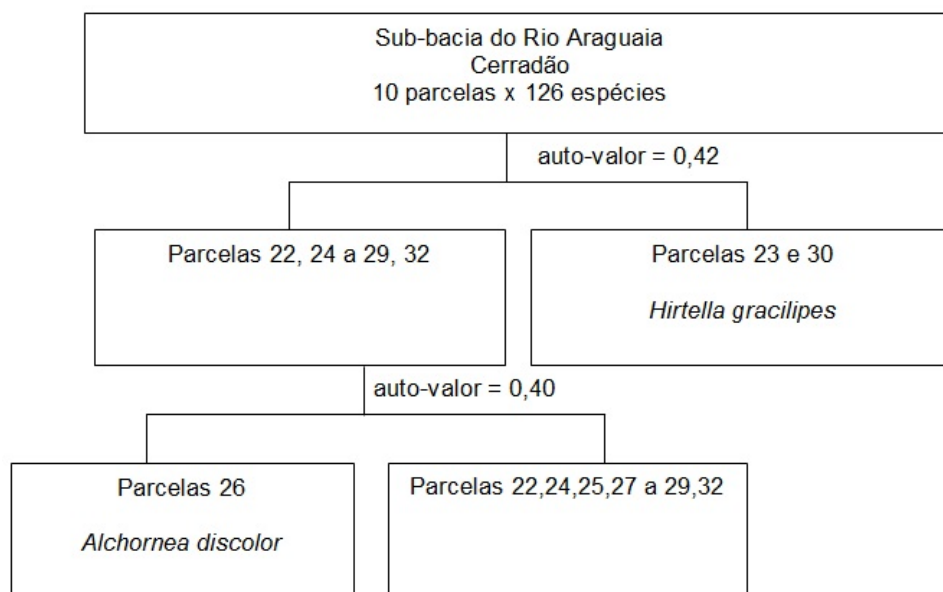 Sub-bacia do Rio Araguaia
Cerradão
10 parcelas x 126 espécies
auto-valor = 0,42
Parcelas 22, 24 a 29, 32
Parcelas 23 e 30
Hirtella gracilipes
auto-valor = 0,40
Parcelas 26
Alchornea discolor
Parcelas 22,24,25,27 a 29,32